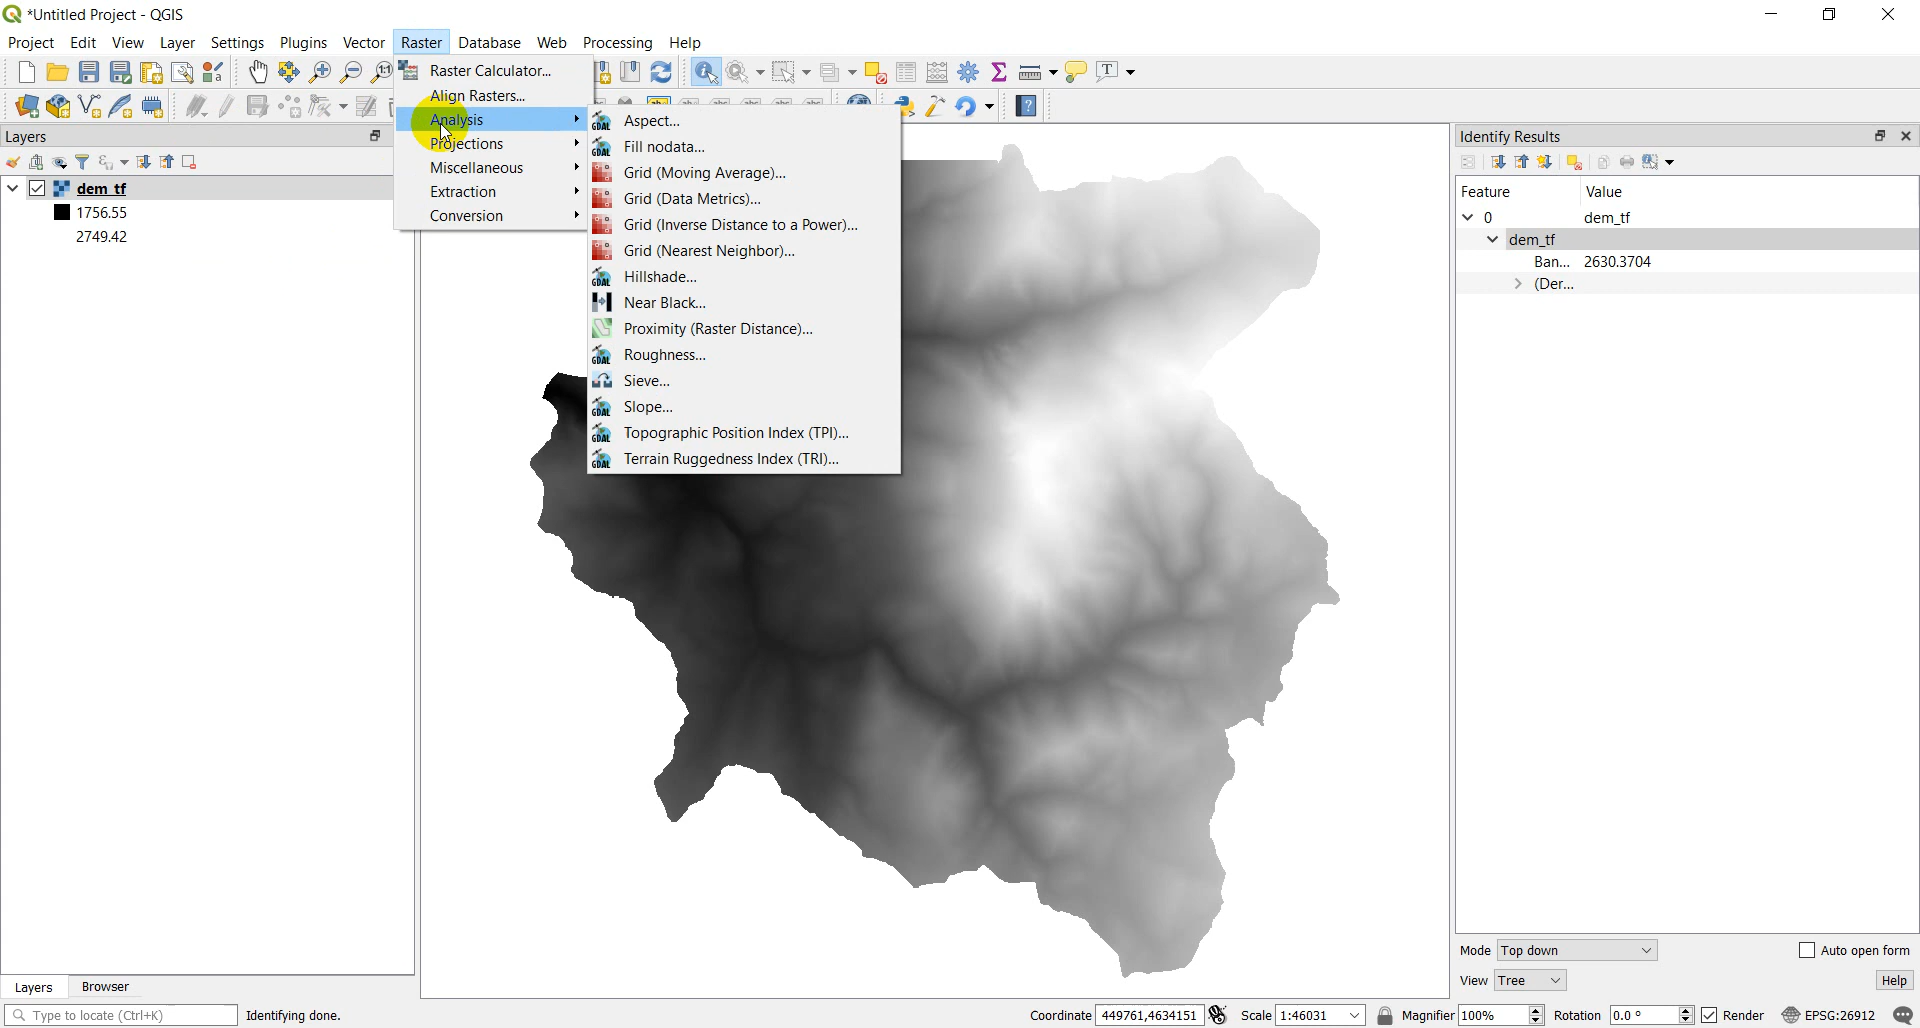 *Untitled Project - QGIS
Project Edit View Layer Settings Plugins Vector Raster Database Web Processing Help
Raster Calculator...
Align Rasters...
Analysis
Projections
Miscellaneous
Extraction
Conversion
Aspect...
Fill nodata...
Grid (Moving Average)...
Grid (Data Metrics)...
Grid (Inverse Distance to a Power)...
Grid (Nearest Neighbor)...
Hillshade...
Near Black...
Proximity (Raster Distance)...
Roughness...
Sieve...
Slope...
Topographic Position Index (TPI)...
Terrain Ruggedness Index (TRI)...
Layers
dem_tf
1756.55
2749.42
Identify Results
Feature Value
0 dem_tf
dem_tf
Ban... 2630.3704
(Der...
Mode Top down Auto open form
View Tree Help
Layers Browser
Type to locate (Ctrl+K) Identifying done. Coordinate 449761,4634151 Scale 1:46031 Magnifier 100% Rotation 0.0 ° Render EPSG:26912